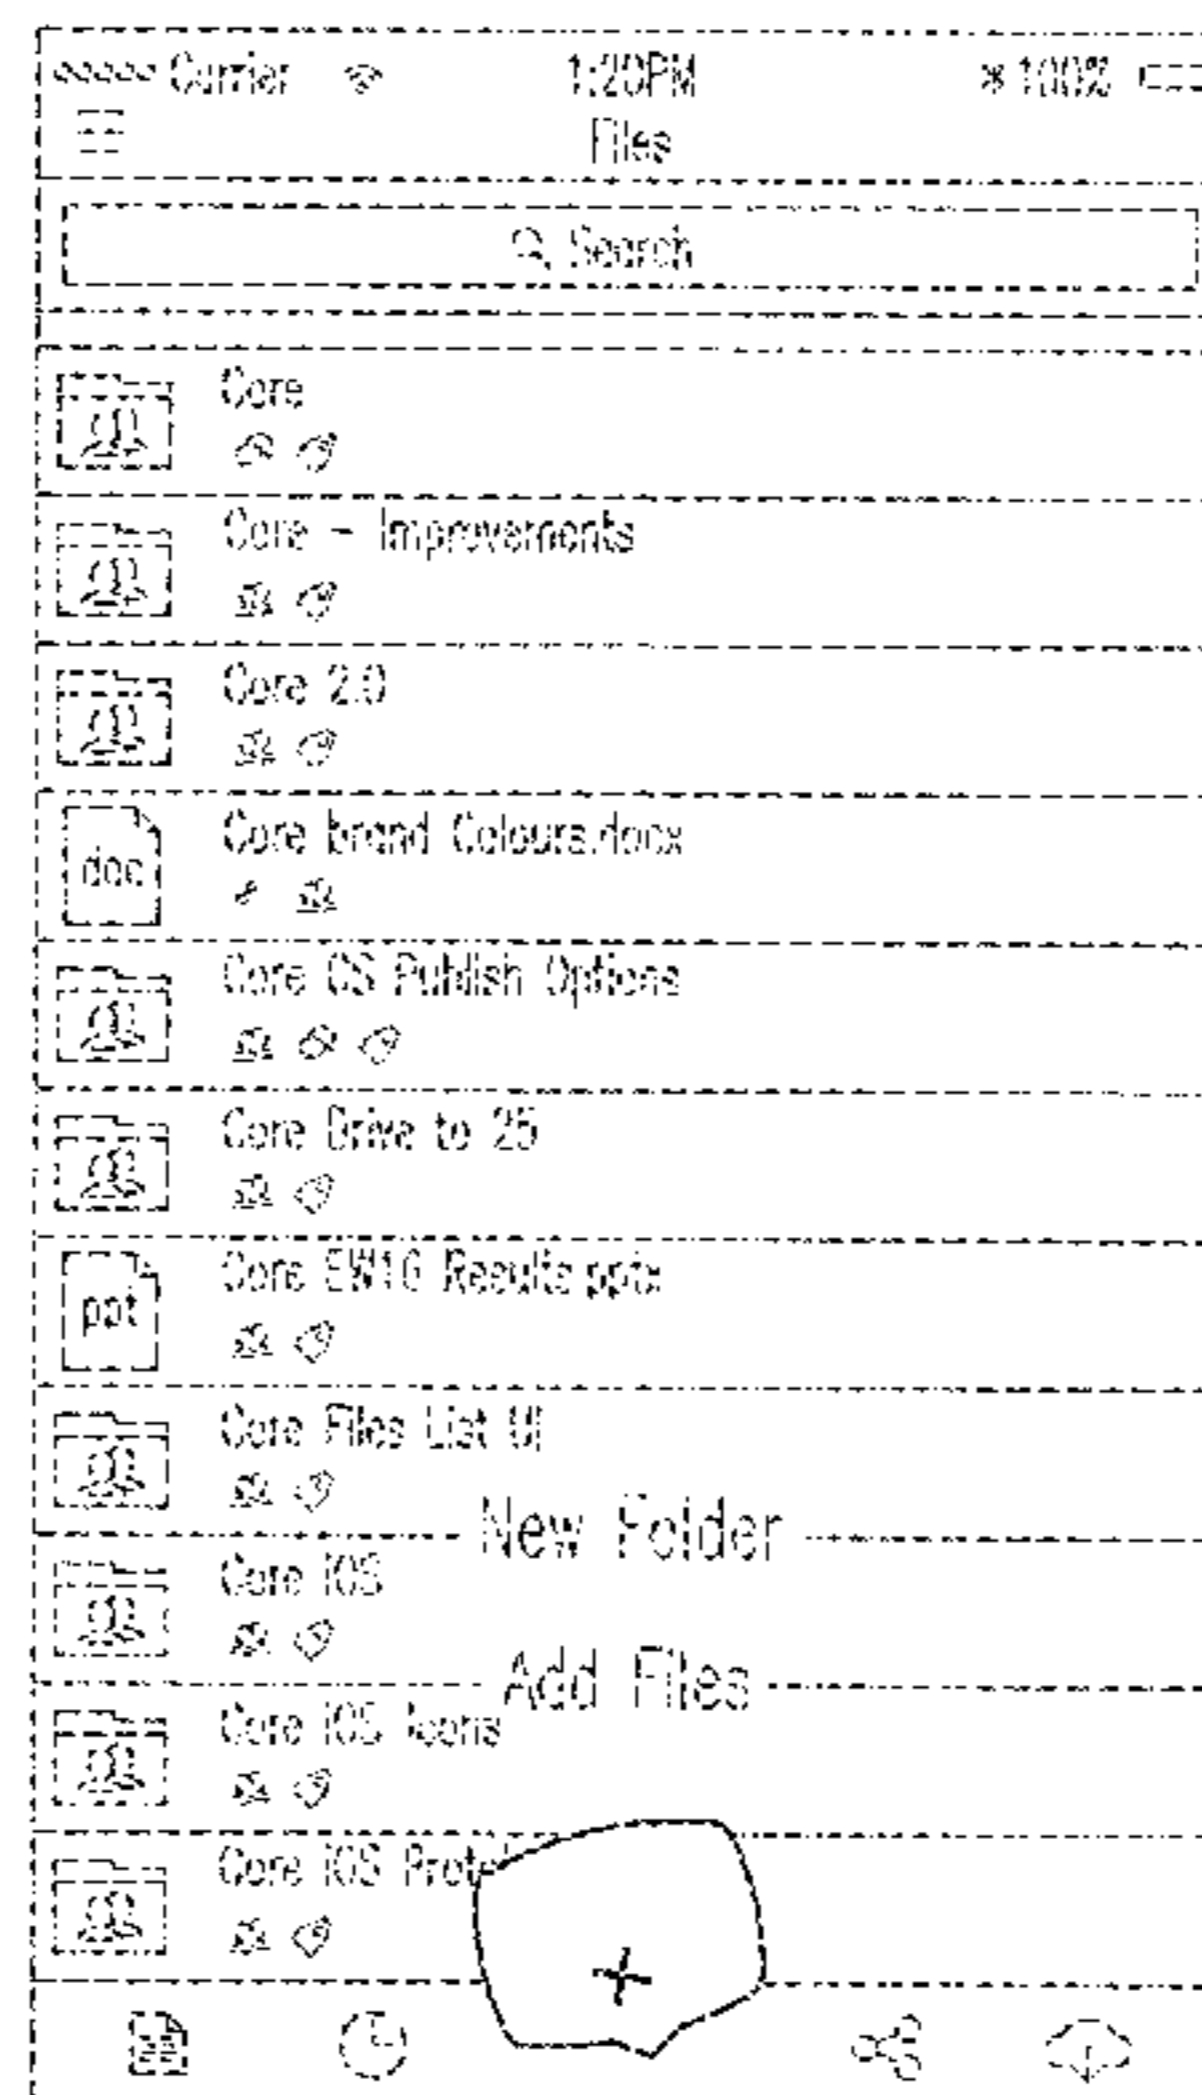 Carrier 1:20PM 100%
Files
Search
Core
Core - Improvements
Core 2.0
doc Core brand Colours.docx
Core CS Publish Options
Core Drive to 25
ppt Core EW16 Results.pptx
Core Files List UI
New Folder
Core iOS
Add Files
Core iOS Icons
Core iOS Prot